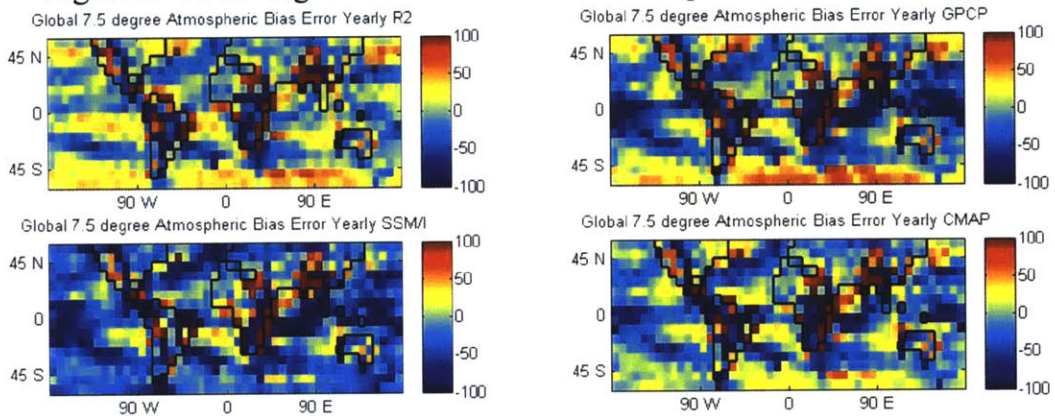 Global 7.5 degree Atmospheric Bias Error Yearly R2
45 N
0
45 S
90 W 0 90 E
100
50
0
-50
-100
Global 7.5 degree Atmospheric Bias Error Yearly GPCP
45 N
0
45 S
90 W 0 90 E
100
50
0
-50
-100
Global 7.5 degree Atmospheric Bias Error Yearly SSM/I
45 N
0
45 S
90 W 0 90 E
100
50
0
-50
-100
Global 7.5 degree Atmospheric Bias Error Yearly CMAP
45 N
0
45 S
90 W 0 90 E
100
50
0
-50
-100